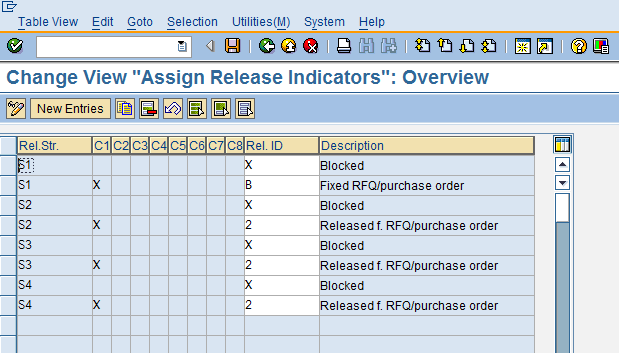 Table View Edit Goto Selection Utilities(M) System Help
Change View "Assign Release Indicators": Overview
New Entries
Rel.Str. C1 C2 C3 C4 C5 C6 C7 C8 Rel. ID Description
S1 X Blocked
S1 X B Fixed RFQ/purchase order
S2 X Blocked
S2 X 2 Released f. RFQ/purchase order
S3 X Blocked
S3 X 2 Released f. RFQ/purchase order
S4 X Blocked
S4 X 2 Released f. RFQ/purchase order